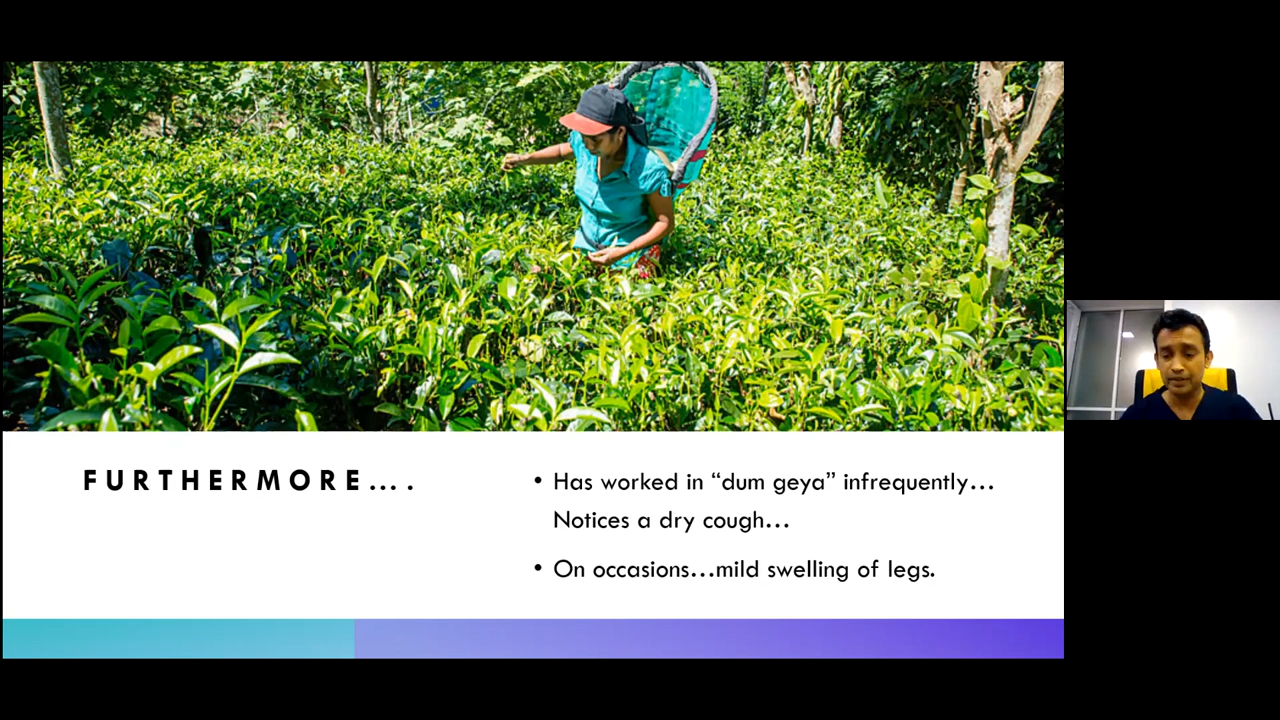 FURTHERMORE….
• Has worked in “dum geya” infrequently…
Notices a dry cough…
• On occasions…mild swelling of legs.